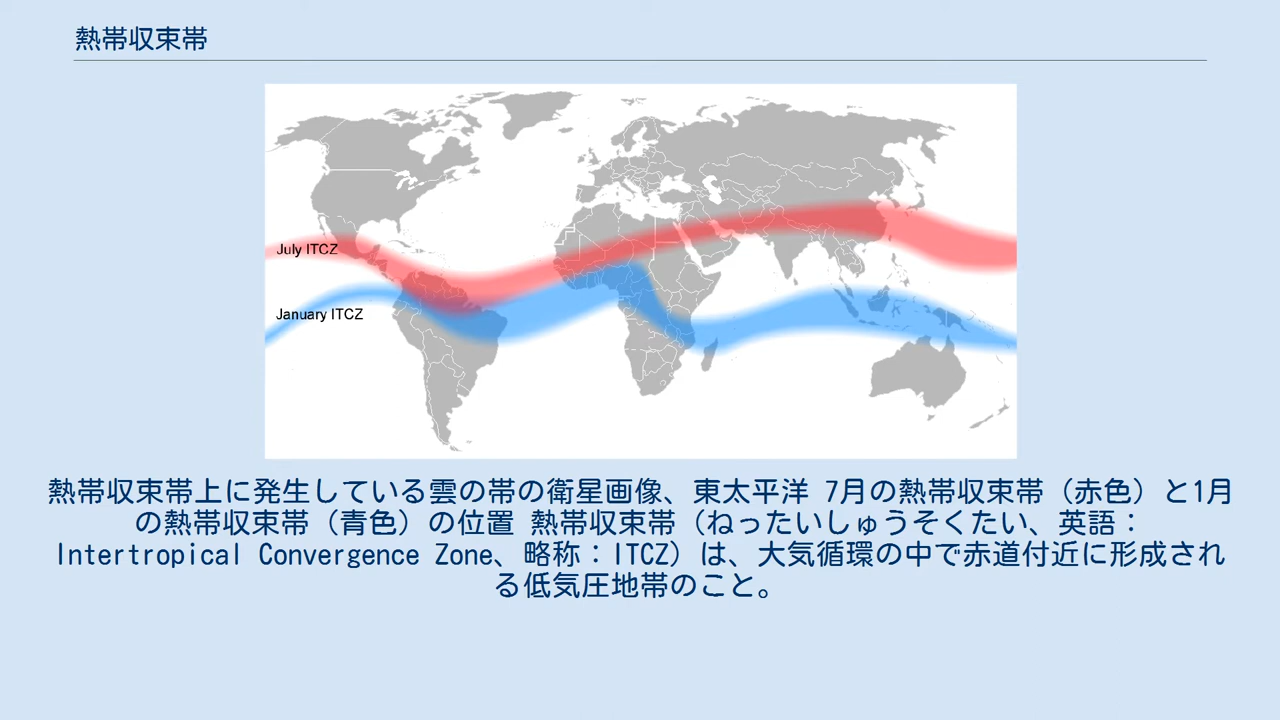 熱帯収束帯
July ITCZ
January ITCZ
熱帯収束帯上に発生している雲の帯の衛星画像、東太平洋 7月の熱帯収束帯（赤色）と1月
の熱帯収束帯（青色）の位置 熱帯収束帯（ねったいしゅうそくたい、英語：
Intertropical Convergence Zone、略称：ITCZ）は、大気循環の中で赤道付近に形成され
る低気圧地帯のこと。